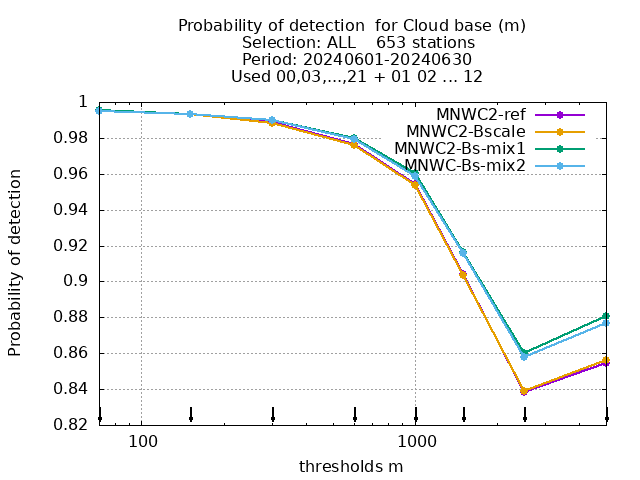 Probability of detection  for Cloud base (m)
Selection: ALL    653 stations
Period: 20240601-20240630
Used 00,03,...,21 + 01 02 ... 12
MNWC2-ref
MNWC2-Bscale
MNWC2-Bs-mix1
MNWC-Bs-mix2
Probability of detection
1
0.98
0.96
0.94
0.92
0.9
0.88
0.86
0.84
0.82
100
1000
thresholds m